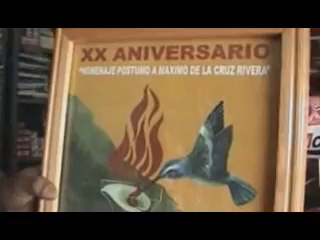 XX ANIVERSARIO
"HOMENAJE POSTUMO A MAXIMO DE LA CRUZ RIVERA"